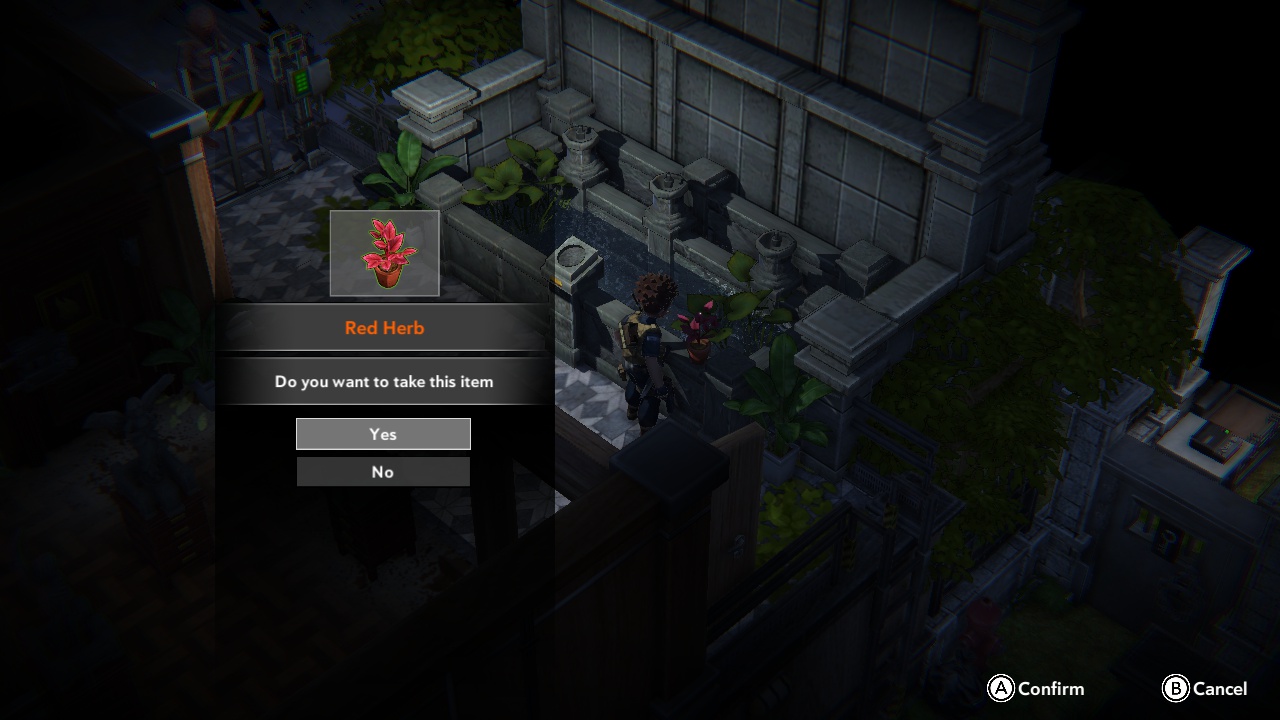 Red Herb
Do you want to take this item
Yes
No
A Confirm
B Cancel